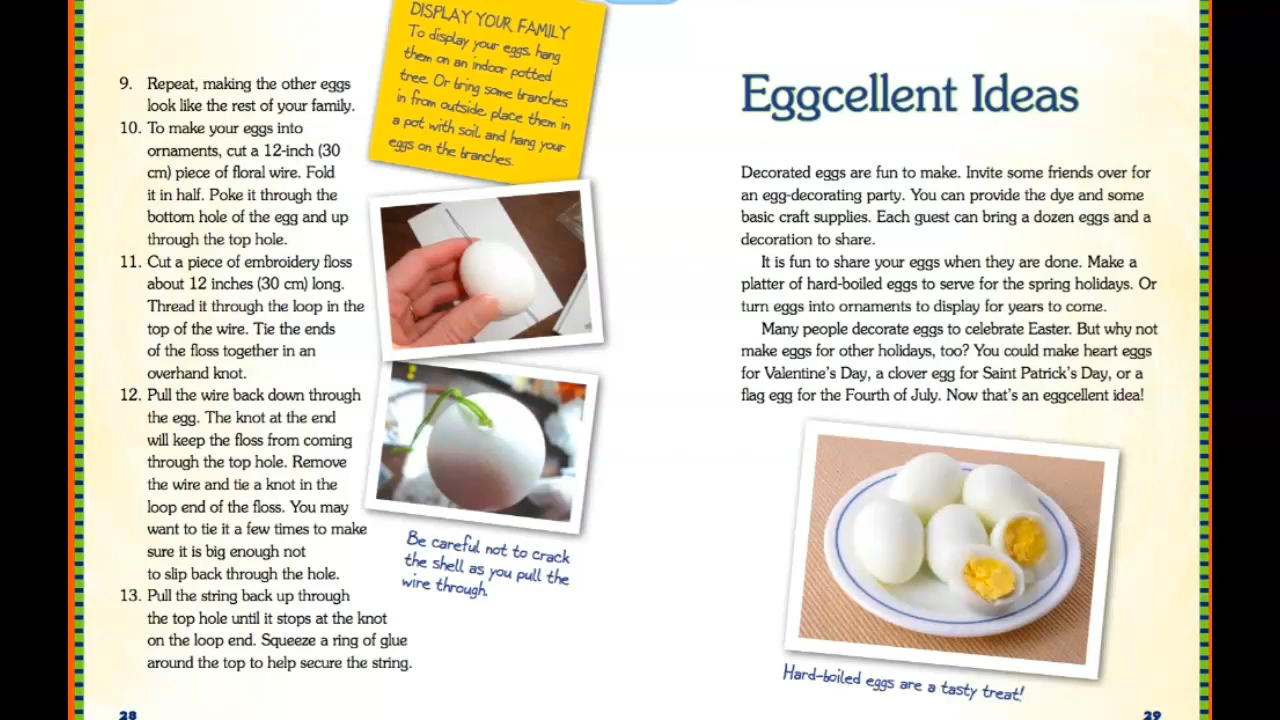 9. Repeat, making the other eggs
look like the rest of your family.
10. To make your eggs into
ornaments, cut a 12-inch (30
cm) piece of floral wire. Fold
it in half. Poke it through the
bottom hole of the egg and up
through the top hole.
11. Cut a piece of embroidery floss
about 12 inches (30 cm) long.
Thread it through the loop in the
top of the wire. Tie the ends
of the floss together in an
overhand knot.
12. Pull the wire back down through
the egg. The knot at the end
will keep the floss from coming
through the top hole. Remove
the wire and tie a knot in the
loop end of the floss. You may
want to tie it a few times to make
sure it is big enough not
to slip back through the hole.
13. Pull the string back up through
the top hole until it stops at the knot
on the loop end. Squeeze a ring of glue
around the top to help secure the string.
28
DISPLAY YOUR FAMILY
To display your eggs, hang
them on an indoor potted
tree. Or bring some branches
in from outside, place them in
a pot with soil, and hang your
eggs on the branches.
Be careful not to crack
the shell as you pull the
wire through.
Eggcellent Ideas
Decorated eggs are fun to make. Invite some friends over for
an egg-decorating party. You can provide the dye and some
basic craft supplies. Each guest can bring a dozen eggs and a
decoration to share.
It is fun to share your eggs when they are done. Make a
platter of hard-boiled eggs to serve for the spring holidays. Or
turn eggs into ornaments to display for years to come.
Many people decorate eggs to celebrate Easter. But why not
make eggs for other holidays, too? You could make heart eggs
for Valentine's Day, a clover egg for Saint Patrick's Day, or a
flag egg for the Fourth of July. Now that's an eggcellent idea!
Hard-boiled eggs are a tasty treat!
29